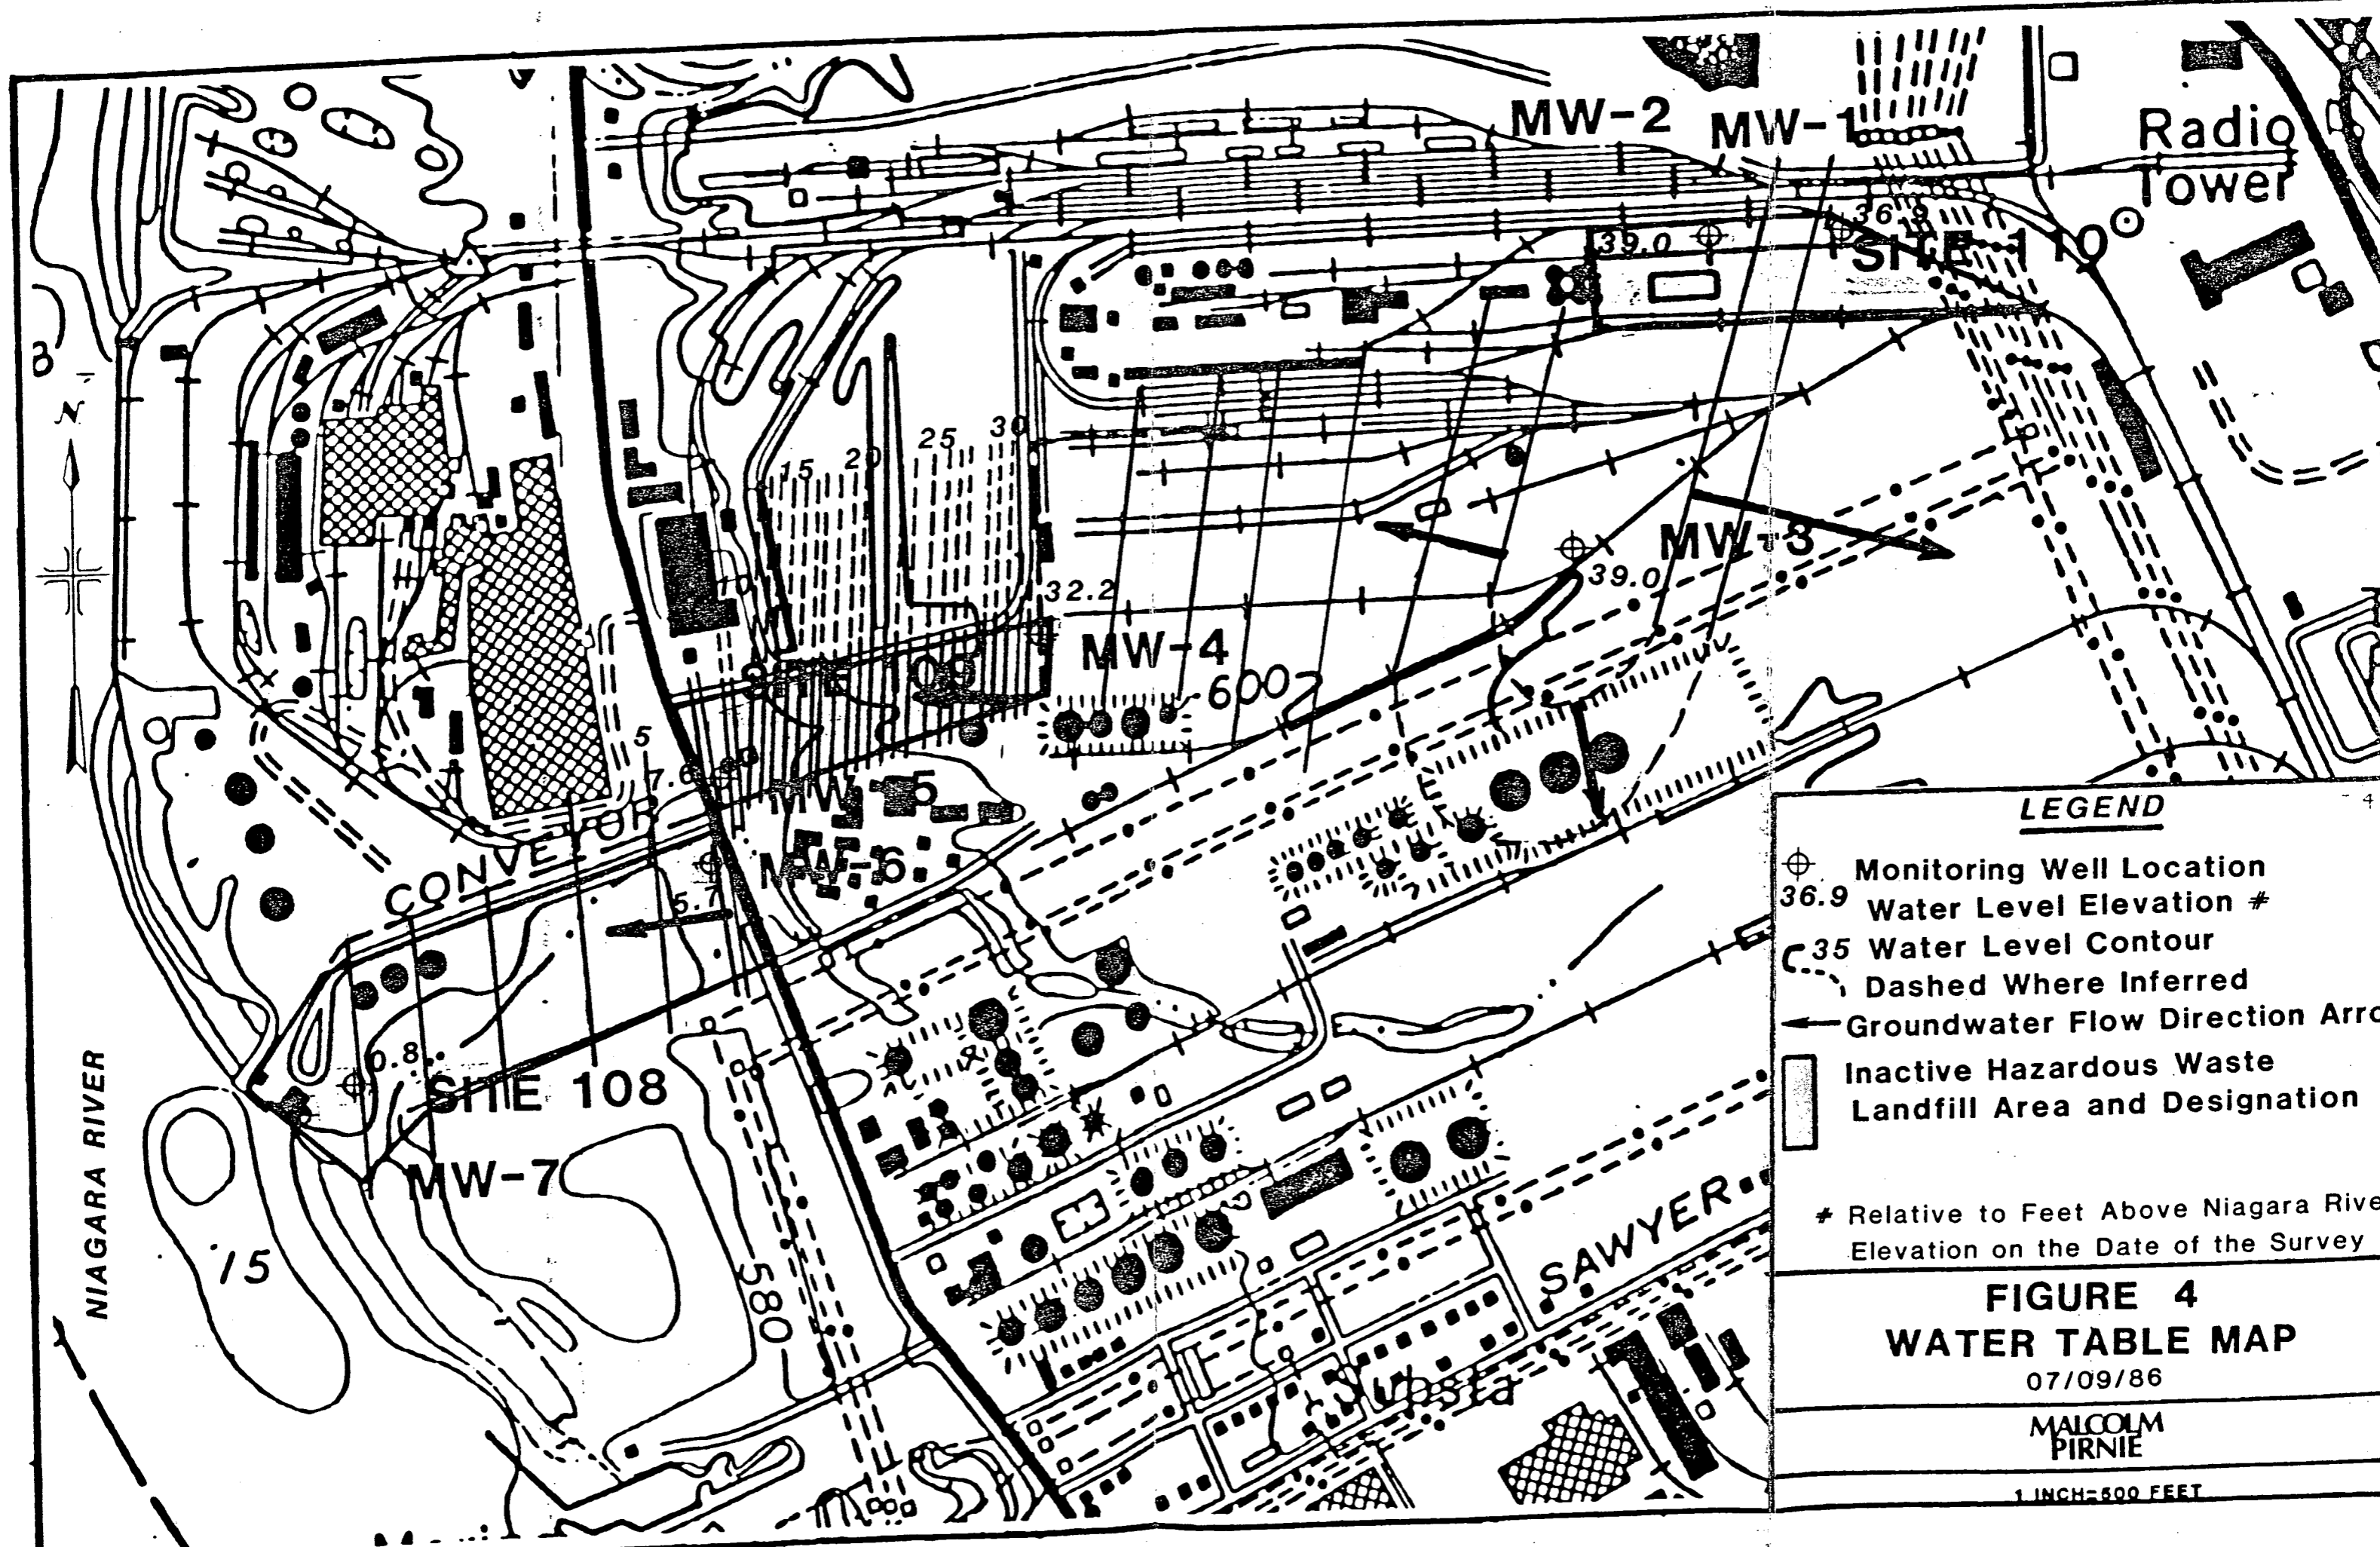 MW-2
MW-1
Radio
Tower
36.9
39.0
SITE 110
N
15
20
25
30
10
MW-3
39.0
32.2
MW-4
SITE 109
600
5
7.6
MW-5
CONVEYOR
MW-6
5.7
0.8
SITE 108
MW-7
NIAGARA RIVER
15
580
SAWYER
Substa
LEGEND
Monitoring Well Location
36.9
Water Level Elevation #
35 Water Level Contour
Dashed Where Inferred
Groundwater Flow Direction Arro
Inactive Hazardous Waste
Landfill Area and Designation
# Relative to Feet Above Niagara Rive
Elevation on the Date of the Survey
FIGURE 4
WATER TABLE MAP
07/09/86
MALCOLM
PIRNIE
1 INCH=600 FEET